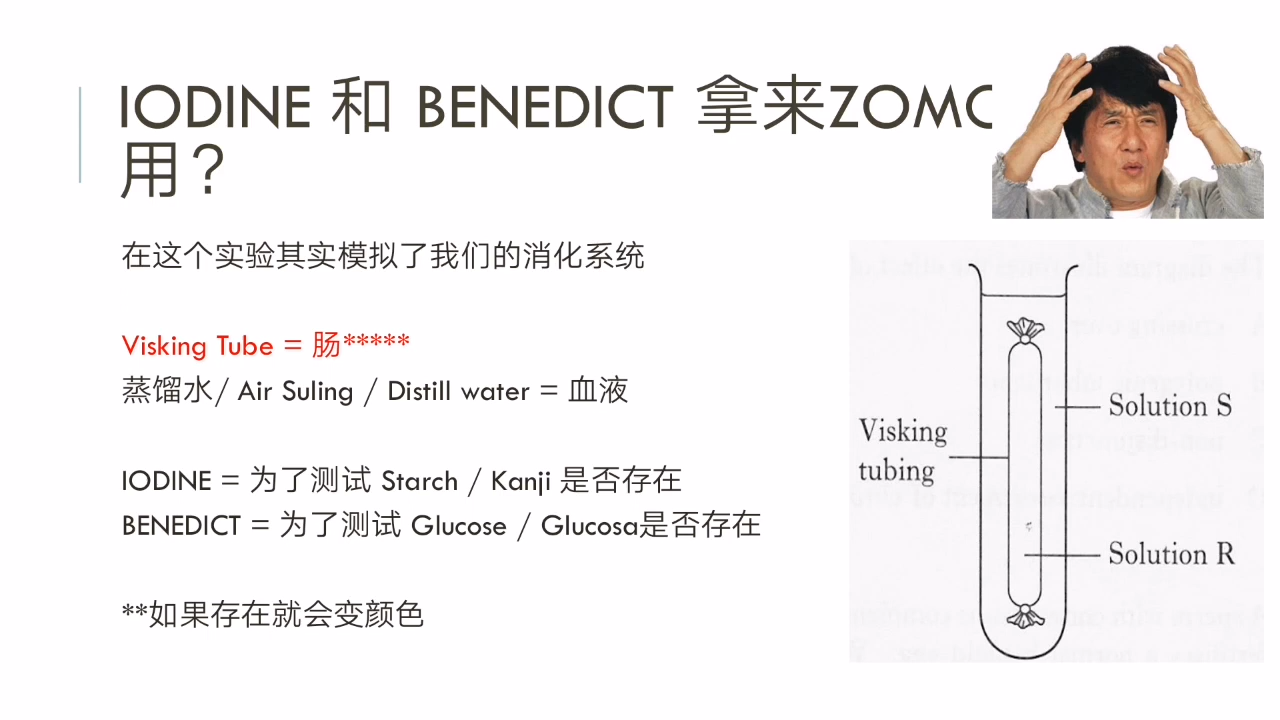 IODINE 和 BENEDICT 拿来ZOMO
用？
在这个实验其实模拟了我们的消化系统
Visking Tube = 肠*****
蒸馏水/ Air Suling / Distill water = 血液
IODINE = 为了测试 Starch / Kanji 是否存在
BENEDICT = 为了测试 Glucose / Glucosa是否存在
**如果存在就会变颜色
Visking
tubing
Solution S
Solution R